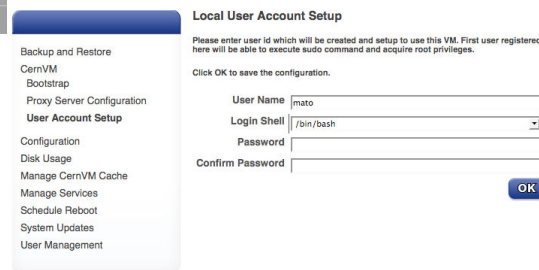 Local User Account Setup
Please enter user id which will be created and setup to use this VM. First user registered
here will be able to execute sudo command and acquire root privileges.
Click OK to save the configuration.
Backup and Restore
CernVM
Bootstrap
Proxy Server Configuration
User Account Setup
Configuration
Disk Usage
Manage CernVM Cache
Manage Services
Schedule Reboot
System Updates
User Management
User Name mato
Login Shell /bin/bash
Password
Confirm Password
OK